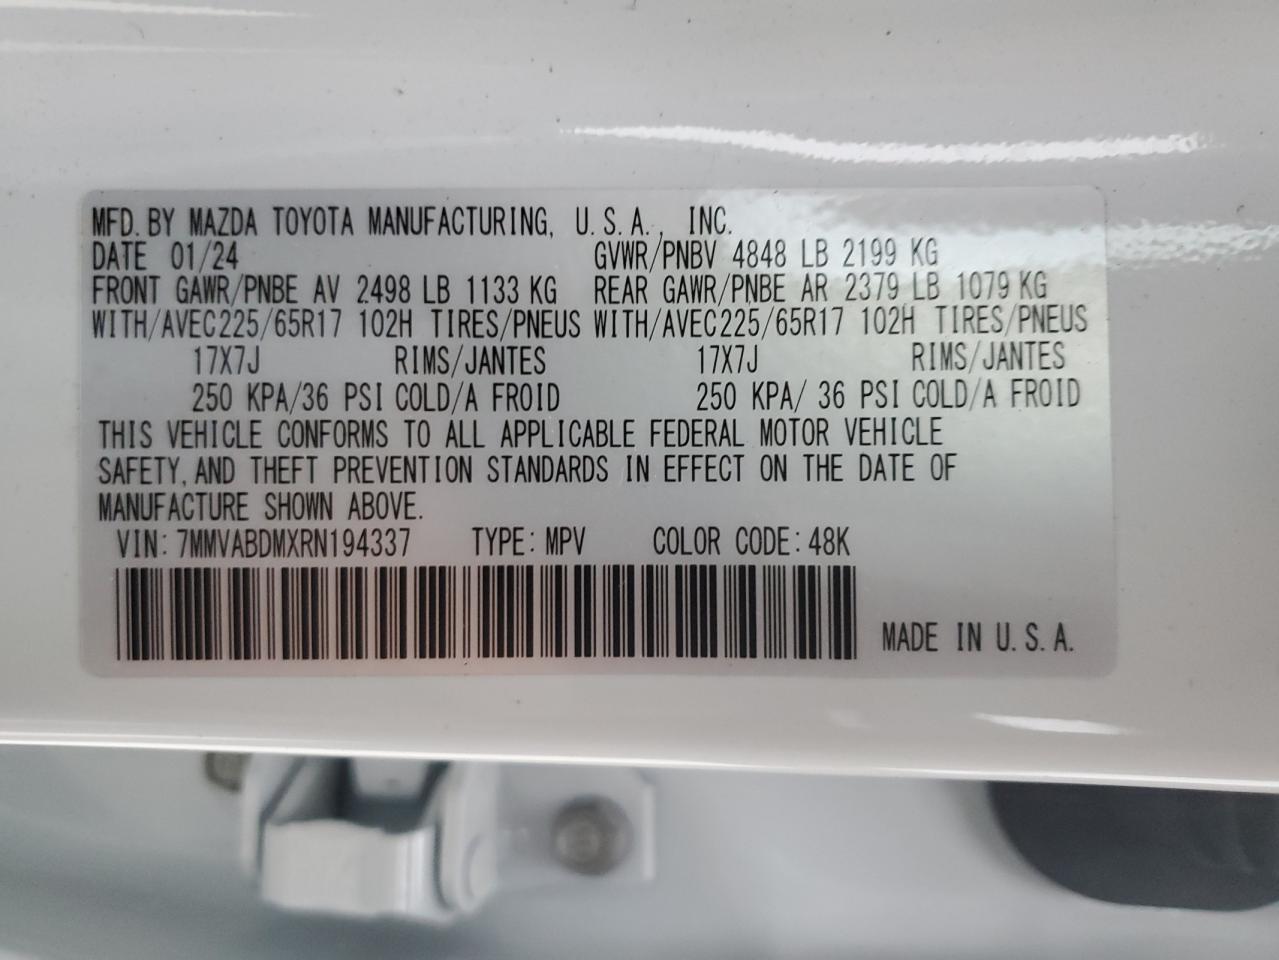 MFD. BY MAZDA TOYOTA MANUFACTURING, U.S.A., INC.
DATE 01/24 GVWR/PNBV 4848 LB 2199 KG
FRONT GAWR/PNBE AV 2498 LB 1133 KG REAR GAWR/PNBE AR 2379 LB 1079 KG
WITH/AVEC225/65R17 102H TIRES/PNEUS WITH/AVEC225/65R17 102H TIRES/PNEUS
17X7J RIMS/JANTES 17X7J RIMS/JANTES
250 KPA/36 PSI COLD/A FROID 250 KPA/ 36 PSI COLD/A FROID
THIS VEHICLE CONFORMS TO ALL APPLICABLE FEDERAL MOTOR VEHICLE
SAFETY, AND THEFT PREVENTION STANDARDS IN EFFECT ON THE DATE OF
MANUFACTURE SHOWN ABOVE.
VIN: 7MMVABDMXRN194337 TYPE: MPV COLOR CODE: 48K
MADE IN U.S.A.